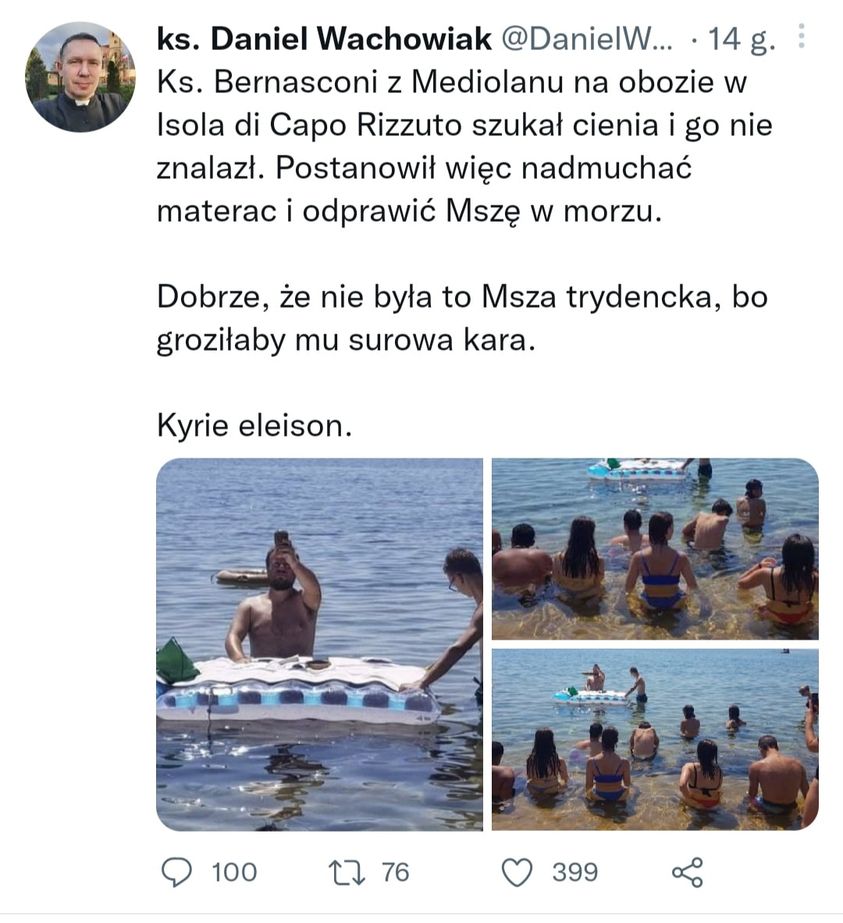 ks. Daniel Wachowiak @DanielW... · 14 g.
Ks. Bernasconi z Mediolanu na obozie w
Isola di Capo Rizzuto szukał cienia i go nie
znalazł. Postanowił więc nadmuchać
materac i odprawić Mszę w morzu.
Dobrze, że nie była to Msza trydencka, bo
groziłaby mu surowa kara.
Kyrie eleison.
100 76 399